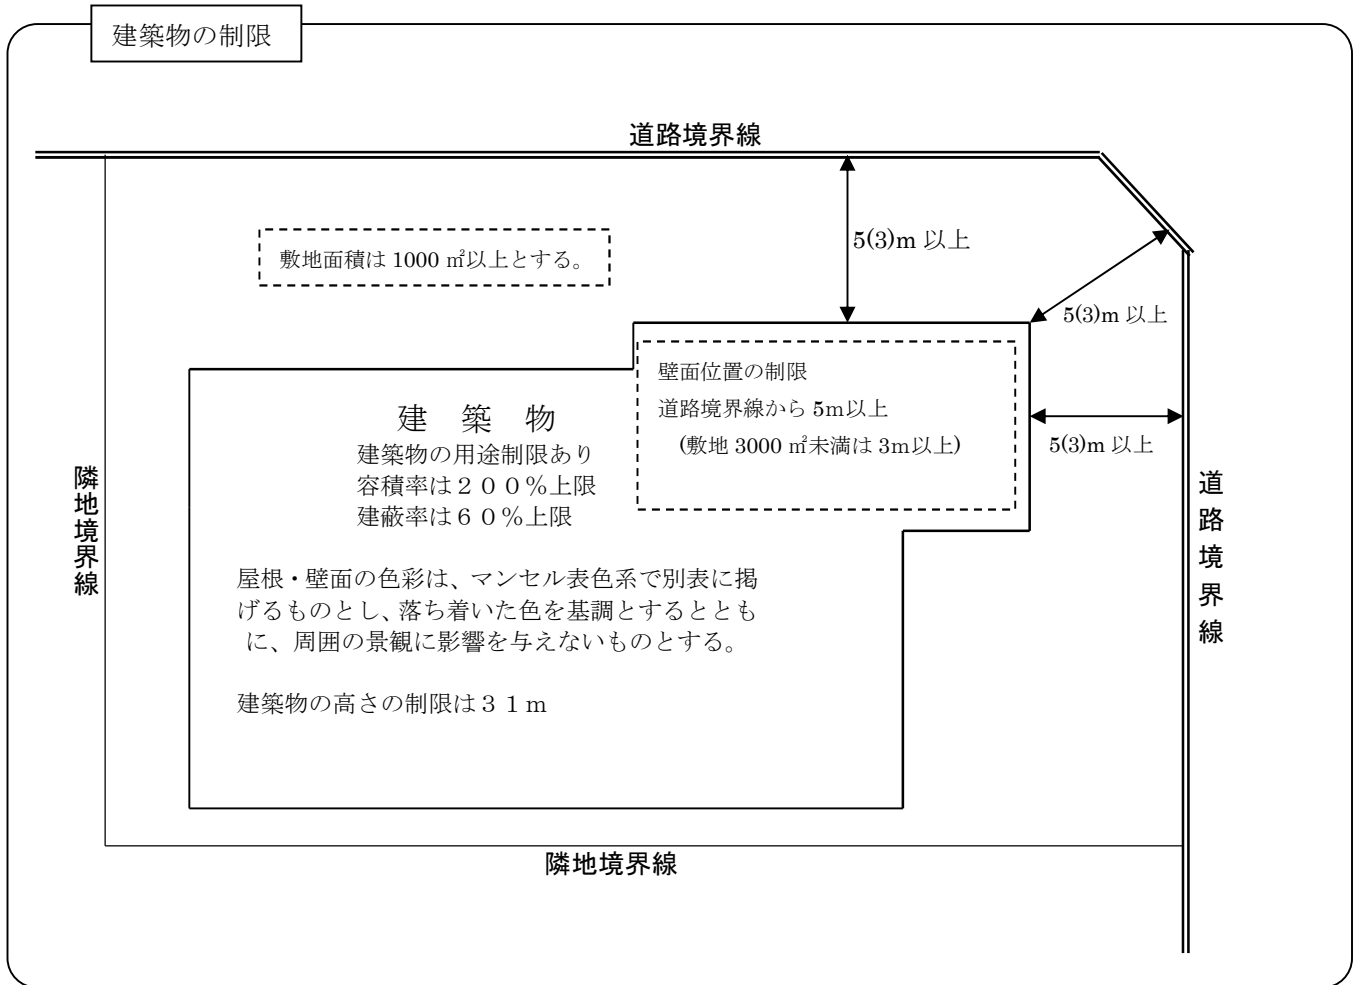 建築物の制限
道路境界線
敷地面積は 1000 ㎡以上とする。
5(3)m 以上
5(3)m 以上
壁面位置の制限
道路境界線から 5m以上
(敷地 3000 ㎡未満は 3m以上)
5(3)m 以上
建 築 物
建築物の用途制限あり
容積率は２００％上限
建蔽率は６０％上限
隣地境界線
道路境界線
屋根・壁面の色彩は、マンセル表色系で別表に掲
げるものとし、落ち着いた色を基調とするととも
に、周囲の景観に影響を与えないものとする。
建築物の高さの制限は３１m
隣地境界線